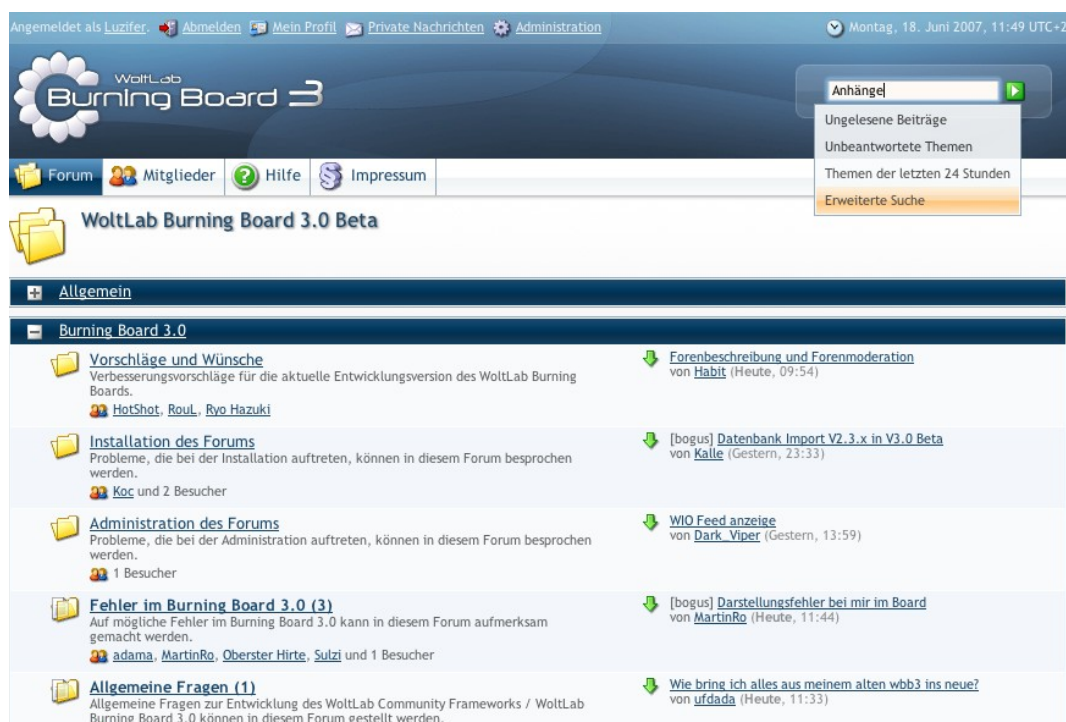 Angemeldet als Luzifer. Abmelden Mein Profil Private Nachrichten Administration
Montag, 18. Juni 2007, 11:49 UTC+2
WoltLab
Burning Board 3
Anhänge
Ungelesene Beiträge
Unbeantwortete Themen
Themen der letzten 24 Stunden
Erweiterte Suche
Forum Mitglieder Hilfe Impressum
WoltLab Burning Board 3.0 Beta
Allgemein
Burning Board 3.0
Vorschläge und Wünsche
Verbesserungsvorschläge für die aktuelle Entwicklungsversion des WoltLab Burning
Boards.
HotShot, RouL, Ryo Hazuki
Forenbeschreibung und Forenmoderation
von Habit (Heute, 09:54)
Installation des Forums
Probleme, die bei der Installation auftreten, können in diesem Forum besprochen
werden.
Koc und 2 Besucher
[bogus] Datenbank Import V2.3.x in V3.0 Beta
von Kalle (Gestern, 23:33)
Administration des Forums
Probleme, die bei der Administration auftreten, können in diesem Forum besprochen
werden.
1 Besucher
WIO Feed anzeige
von Dark_Viper (Gestern, 13:59)
Fehler im Burning Board 3.0 (3)
Auf mögliche Fehler im Burning Board 3.0 kann in diesem Forum aufmerksam
gemacht werden.
adama, MartinRo, Oberster Hirte, Sulzi und 1 Besucher
[bogus] Darstellungsfehler bei mir im Board
von MartinRo (Heute, 11:44)
Allgemeine Fragen (1)
Allgemeine Fragen zur Entwicklung des WoltLab Community Frameworks / WoltLab
Burning Board 3.0 können in diesem Forum gestellt werden.
Wie bring ich alles aus meinem alten wbb3 ins neue?
von ufdada (Heute, 11:33)